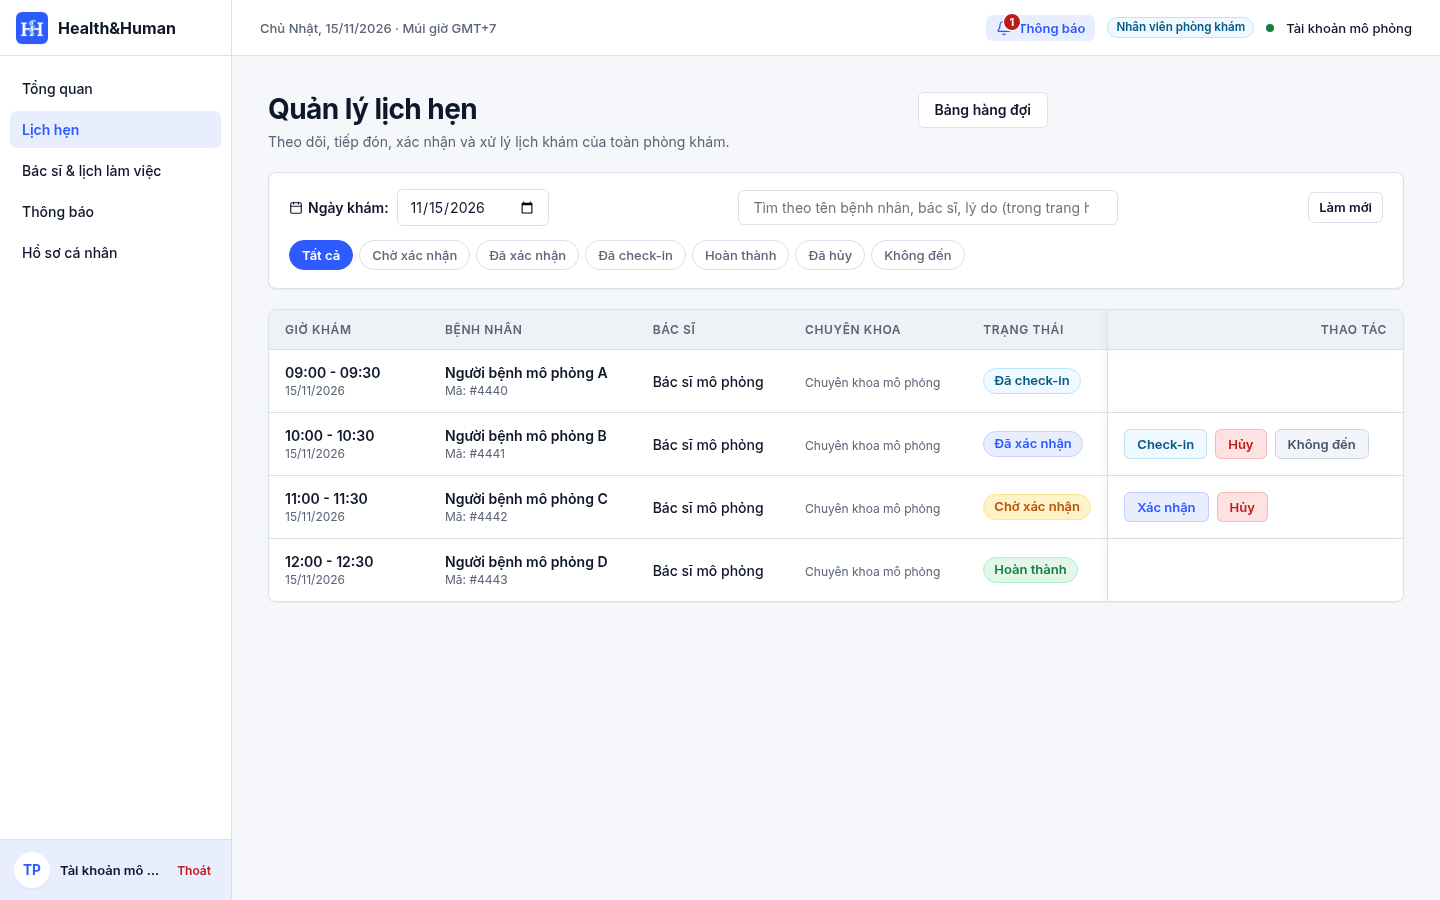 Health&Human
Chủ Nhật, 15/11/2026 · Múi giờ GMT+7
1
Thông báo
Nhân viên phòng khám
Tài khoản mô phỏng
Tổng quan
Lịch hẹn
Bác sĩ & lịch làm việc
Thông báo
Hồ sơ cá nhân
Quản lý lịch hẹn
Bảng hàng đợi
Theo dõi, tiếp đón, xác nhận và xử lý lịch khám của toàn phòng khám.
Ngày khám: 11/15/2026
Tìm theo tên bệnh nhân, bác sĩ, lý do (trong trang
Làm mới
Tất cả Chờ xác nhận Đã xác nhận Đã check-in Hoàn thành Đã hủy Không đến
GIỜ KHÁM BỆNH NHÂN BÁC SĨ CHUYÊN KHOA TRẠNG THÁI THAO TÁC
09:00 - 09:30 Người bệnh mô phỏng A Bác sĩ mô phỏng Chuyên khoa mô phỏng Đã check-in
15/11/2026 Mã: #4440
10:00 - 10:30 Người bệnh mô phỏng B Bác sĩ mô phỏng Chuyên khoa mô phỏng Đã xác nhận Check-in Hủy Không đến
15/11/2026 Mã: #4441
11:00 - 11:30 Người bệnh mô phỏng C Bác sĩ mô phỏng Chuyên khoa mô phỏng Chờ xác nhận Xác nhận Hủy
15/11/2026 Mã: #4442
12:00 - 12:30 Người bệnh mô phỏng D Bác sĩ mô phỏng Chuyên khoa mô phỏng Hoàn thành
15/11/2026 Mã: #4443
TP Tài khoản mô ... Thoát